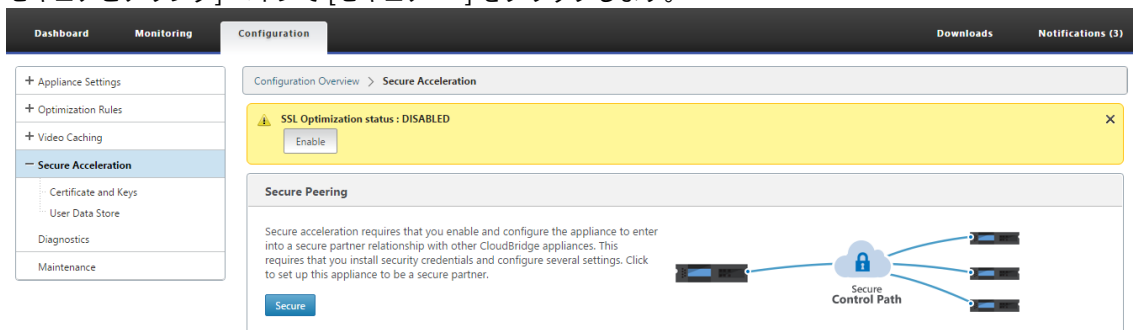 Dashboard Monitoring Configuration Downloads Notifications (3)
+ Appliance Settings
+ Optimization Rules
+ Video Caching
− Secure Acceleration
Certificate and Keys
User Data Store
Diagnostics
Maintenance
Configuration Overview > Secure Acceleration
SSL Optimization status : DISABLED
Enable
Secure Peering
Secure acceleration requires that you enable and configure the appliance to enter
into a secure partner relationship with other CloudBridge appliances. This
requires that you install security credentials and configure several settings. Click
to set up this appliance to be a secure partner.
Secure
Secure
Control Path